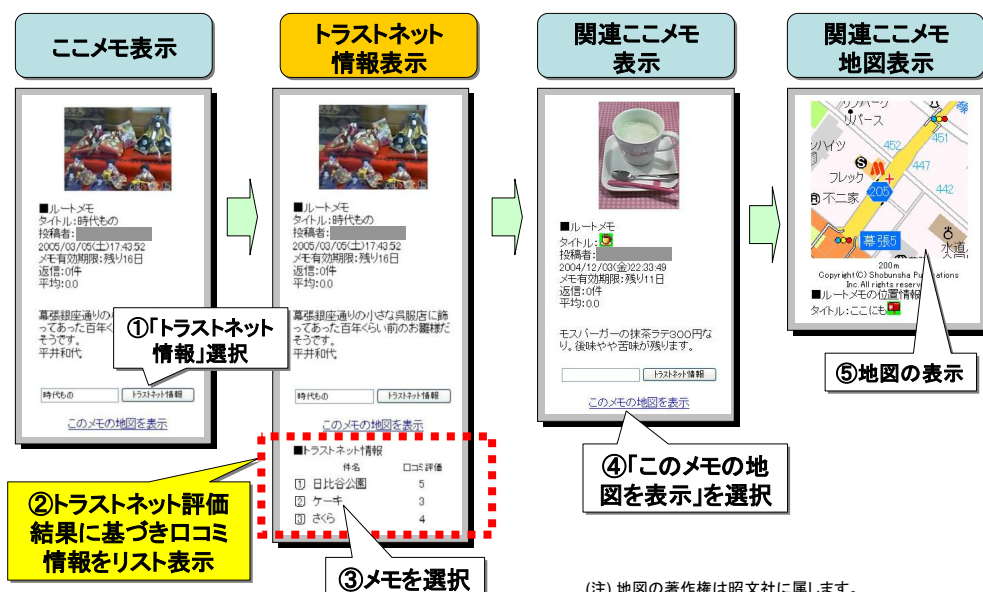 ここメモ表示
トラストネット
情報表示
関連ここメモ
表示
関連ここメモ
地図表示
■ルートメモ
タイトル:時代もの
投稿者:
2005/03/05(土)17:43:52
メモ有効期限:残り16日
返信:0件
平均:0.0
幕張銀座通りの
ってあった百年く
そうです。
平井和代
時代もの
トラストネット情報
このメモの地図を表示
①「トラストネット
情報」選択
■ルートメモ
タイトル:時代もの
投稿者:
2005/03/05(土)17:43:52
メモ有効期限:残り16日
返信:0件
平均:0.0
幕張銀座通りの小さな呉服店に飾
ってあった百年くらい前のお雛様だ
そうです。
平井和代
時代もの
トラストネット情報
このメモの地図を表示
■トラストネット情報
件名 口コミ評価
1 日比谷公園 5
2 ケーキ 3
3 さくら 4
②トラストネット評価
結果に基づき口コミ
情報をリスト表示
③メモを選択
■ルートメモ
タイトル:
投稿者:
2004/12/03(金)22:33:49
メモ有効期限:残り11日
返信:0件
平均:0.0
モスバーガーの抹茶ラテ300円な
り。後味やや苦味が残ります。
トラストネット情報
このメモの地図を表示
④「このメモの地
図を表示」を選択
リバース
ンハイツ
452
451
447
フレッグ
442
205
不二家
幕張5
水道
200m
Copyright(C) Shobunsha Pu ations
Inc.All rights reserv
■ルートメモの位置情報
タイトル:ここにも
⑤地図の表示
(注) 地図の著作権は昭文社に属します。